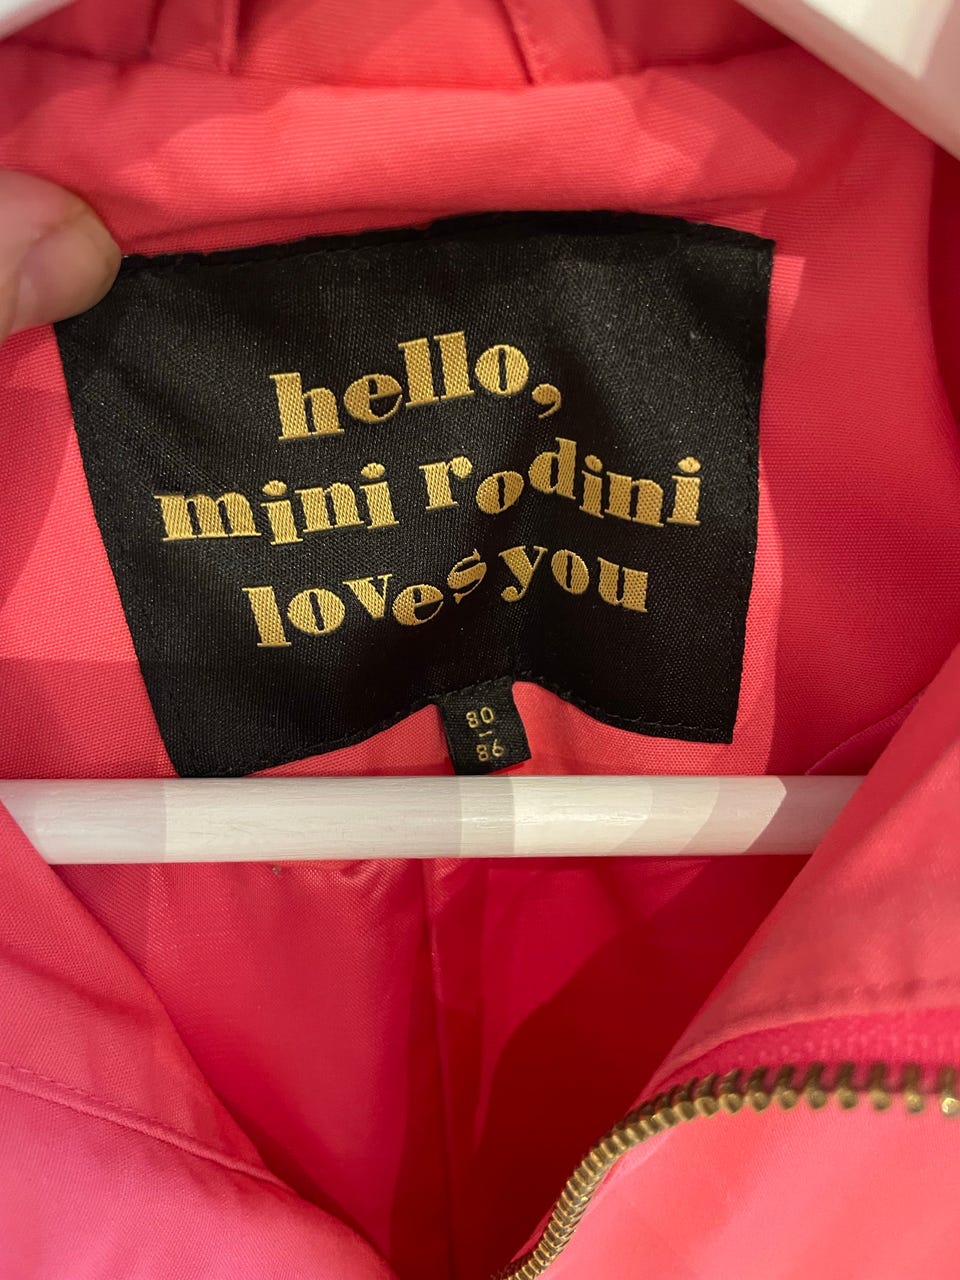 hello,
mini rodini
loves you
80
-
86